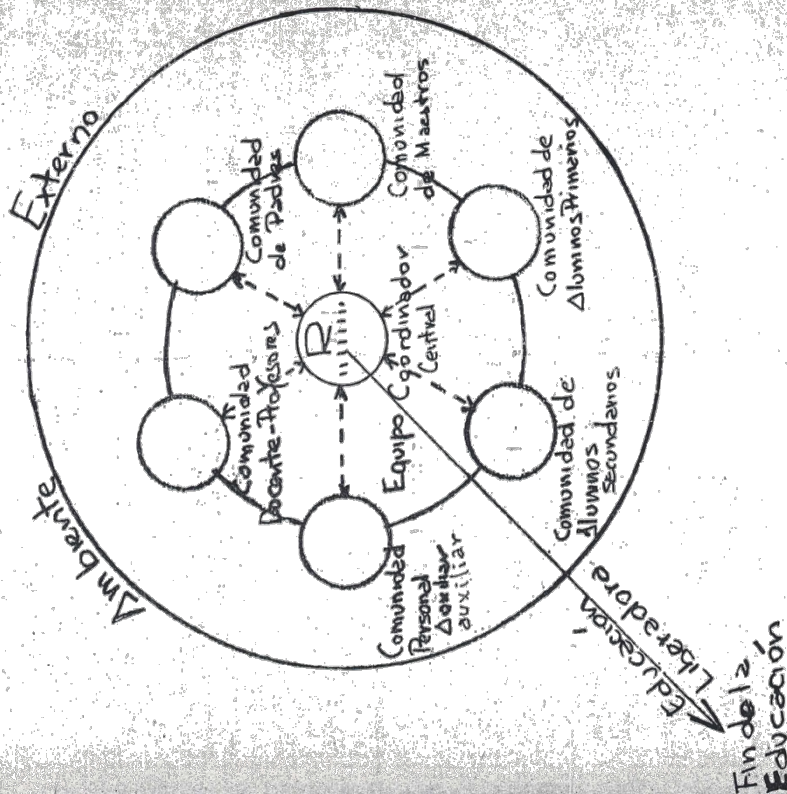 Ambiente Externo
Comunidad
de Padres
Comunidad
de Maestros
Comunidad de
Alumnos Primarios
Comunidad de
Alumnos
secundarios
Comunidad
Personal
Auxiliar
auxiliar
Comunidad
Docente-Profesores
R
Equipo Coordinador
Central
Educación
Liberadora
Fin de la
Educación